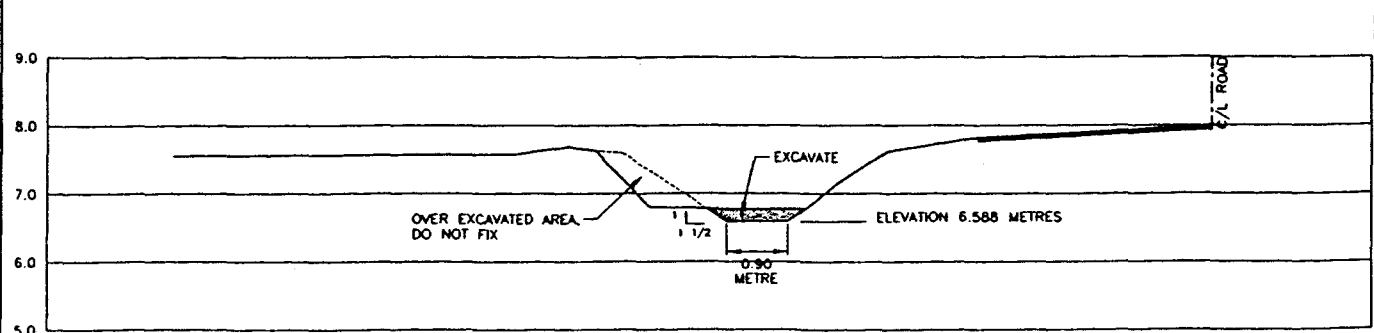 9.0
C/L ROAD
8.0
EXCAVATE
7.0
OVER EXCAVATED AREA,
DO NOT FIX
1
1 1/2
ELEVATION 6.588 METRES
6.0
0.90
METRE
5.0